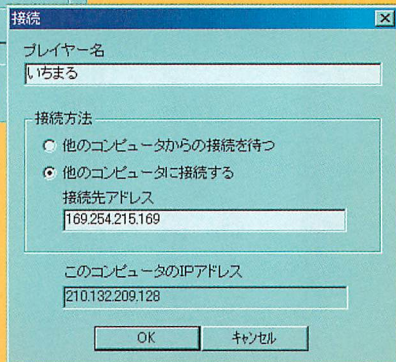 接続
プレイヤー名
いちまる
接続方法
他のコンピュータからの接続を待つ
他のコンピュータに接続する
接続先アドレス
169.254.215.169
このコンピュータのIPアドレス
210.132.209.128
OK
キャンセル